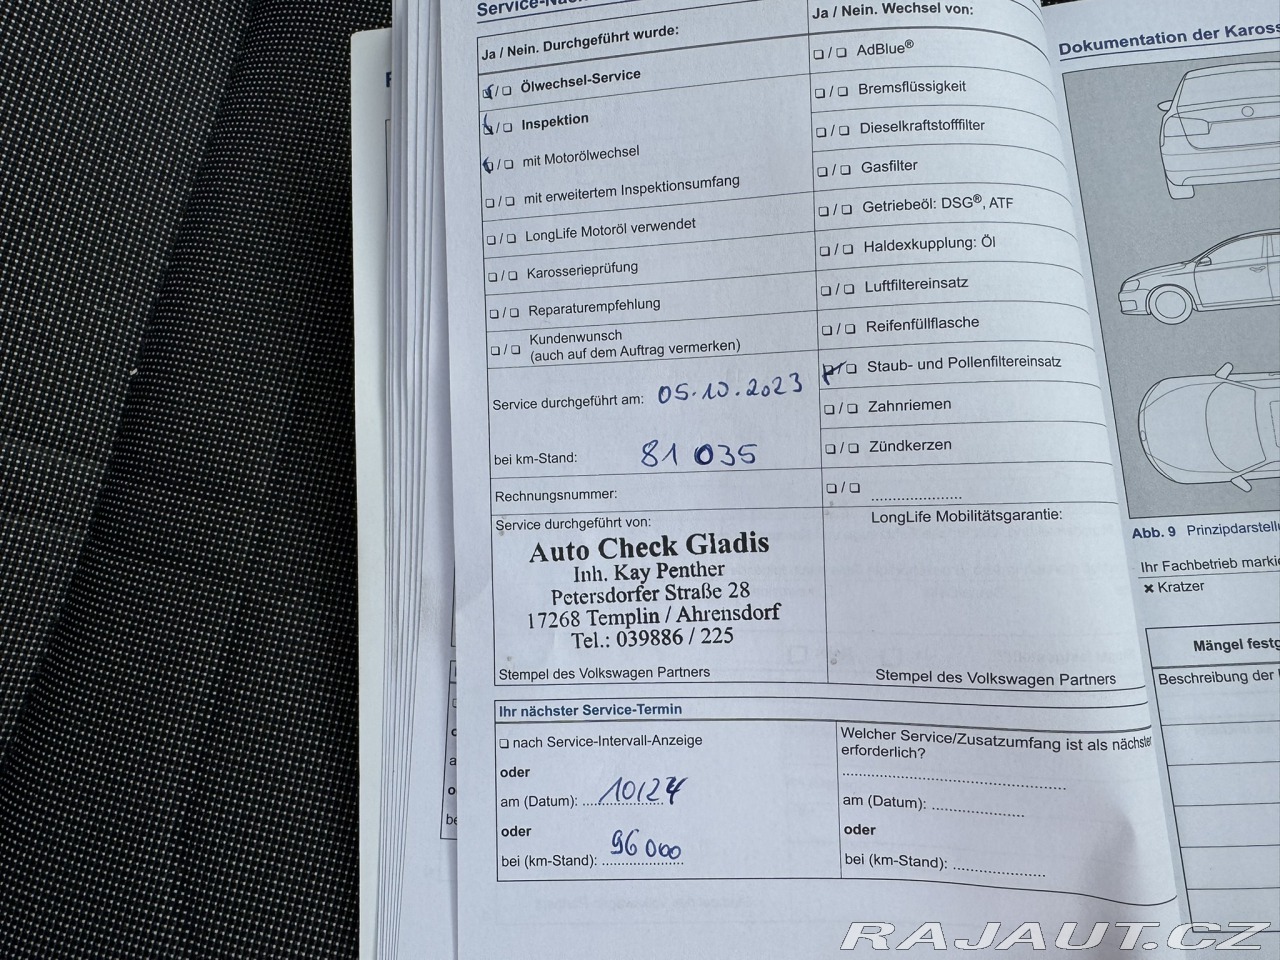 Ja / Nein. Durchgeführt wurde:
Ölwechsel-Service
Inspektion
mit Motorölwechsel
mit erweitertem Inspektionsumfang
LongLife Motoröl verwendet
Karosserieprüfung
Reparaturempfehlung
Kundenwunsch
(auch auf dem Auftrag vermerken)
Service durchgeführt am: 05.10.2023
bei km-Stand: 81 035
Rechnungsnummer:
Service durchgeführt von:
Auto Check Gladis
Inh. Kay Penther
Petersdorfer Straße 28
17268 Templin / Ahrensdorf
Tel.: 039886 / 225
Stempel des Volkswagen Partners
Ja / Nein. Wechsel von:
AdBlue®
Bremsflüssigkeit
Dieselkraftstofffilter
Gasfilter
Getriebeöl: DSG®, ATF
Haldexkupplung: Öl
Luftfiltereinsatz
Reifenfüllflasche
Staub- und Pollenfiltereinsatz
Zahnriemen
Zündkerzen
LongLife Mobilitätsgarantie:
Stempel des Volkswagen Partners
Ihr nächster Service-Termin
nach Service-Intervall-Anzeige
oder
am (Datum): 10/24
oder
bei (km-Stand): 96 000
Welcher Service/Zusatzumfang ist als nächster
erforderlich?
am (Datum):
oder
bei (km-Stand):
Dokumentation der
Abb. 9
Ihr Fachbetrieb
Kratzer
Mängel
Beschreibung der
RAJAUT.CZ